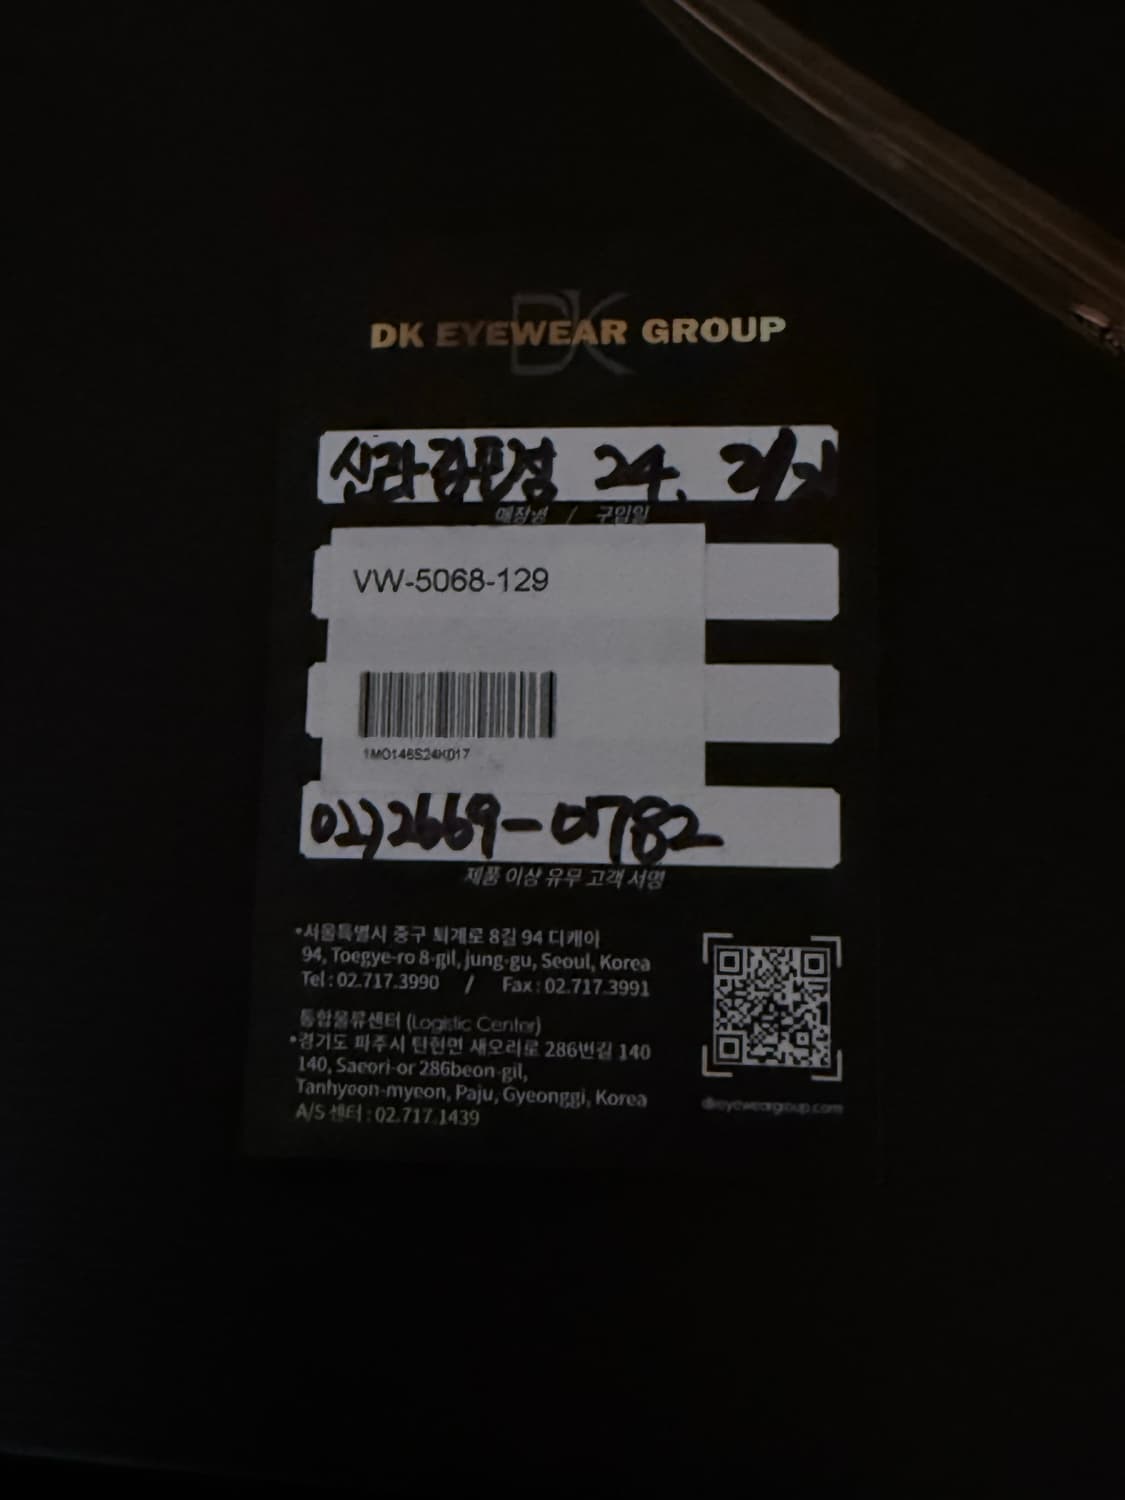 DK EYEWEAR GROUP
DK
신라 김포점 24. 2/21
매장명 / 구입일
VW-5068-129
1MO146S24K017
02)2669-0782
제품 이상 유무 고객 서명
•서울특별시 중구 퇴계로 8길 94 디케이
94, Toegye-ro 8-gil, jung-gu, Seoul, Korea
Tel : 02.717.3990 / Fax : 02.717.3991
통합물류센터 (Logistic Center)
•경기도 파주시 탄현면 새오리로 286번길 140
140, Saeori-or 286beon-gil,
Tanhyeon-myeon, Paju, Gyeonggi, Korea
A/S 센터 : 02.717.1439
dkeyeweargroup.com